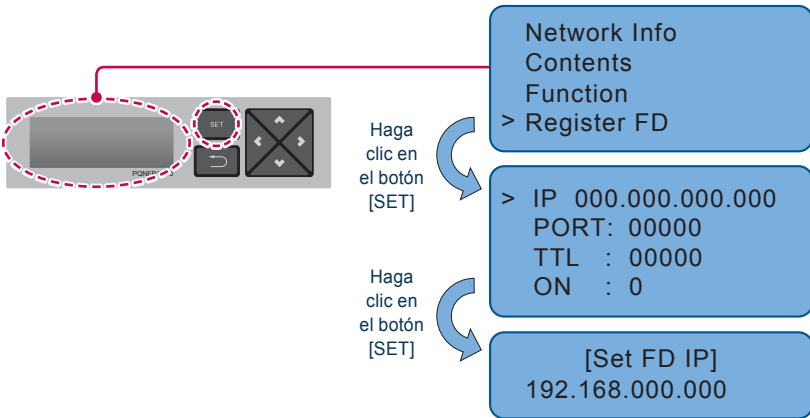 Network Info
Contents
Function
> Register FD
SET
Haga
clic en
el botón
[SET]
> IP 000.000.000.000
PORT: 00000
TTL : 00000
ON : 0
Haga
clic en
el botón
[SET]
[Set FD IP]
192.168.000.000